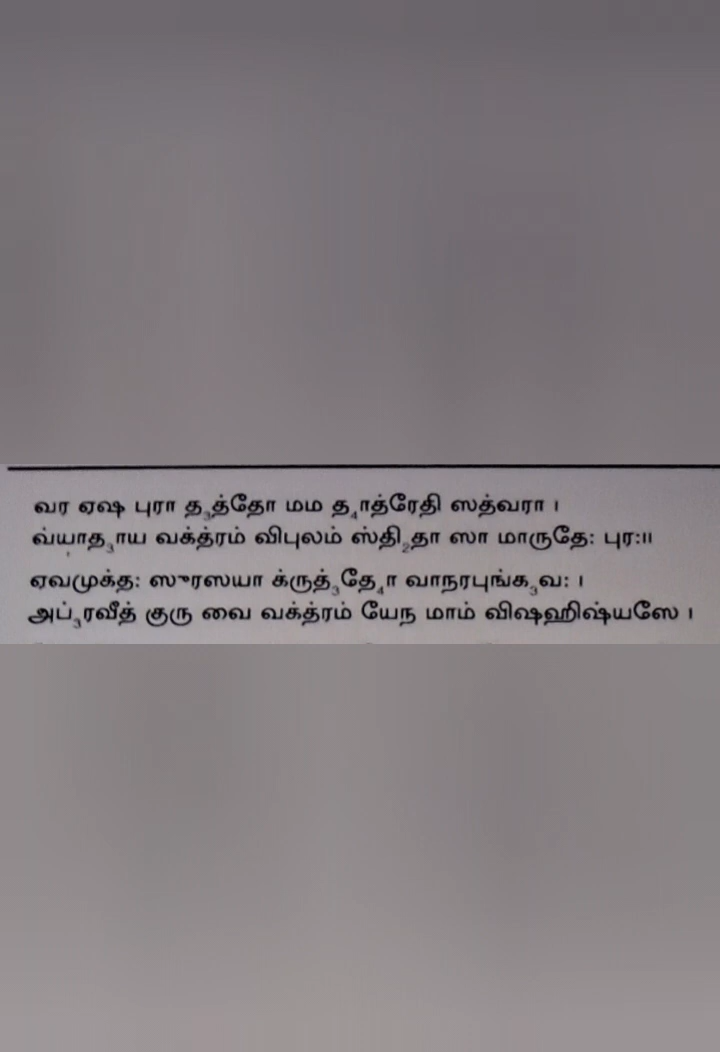 வர ஏஷ புரா த₃த்தோ மம த₄ாத்ரேதி ஸத்வரா ।
வ்யாத₃ாய வக்த்ரம் விபுலம் ஸ்தி₂தா ஸா மாருதே: புர:॥
ஏவமுக்த: ஸுரஸயா க்ருத்₃தே₄ா வாநரபுங்க₃வ: ।
அப்₃ரவீத் குரு வை வக்த்ரம் யேந மாம் விஷஹிஷ்யஸே ।